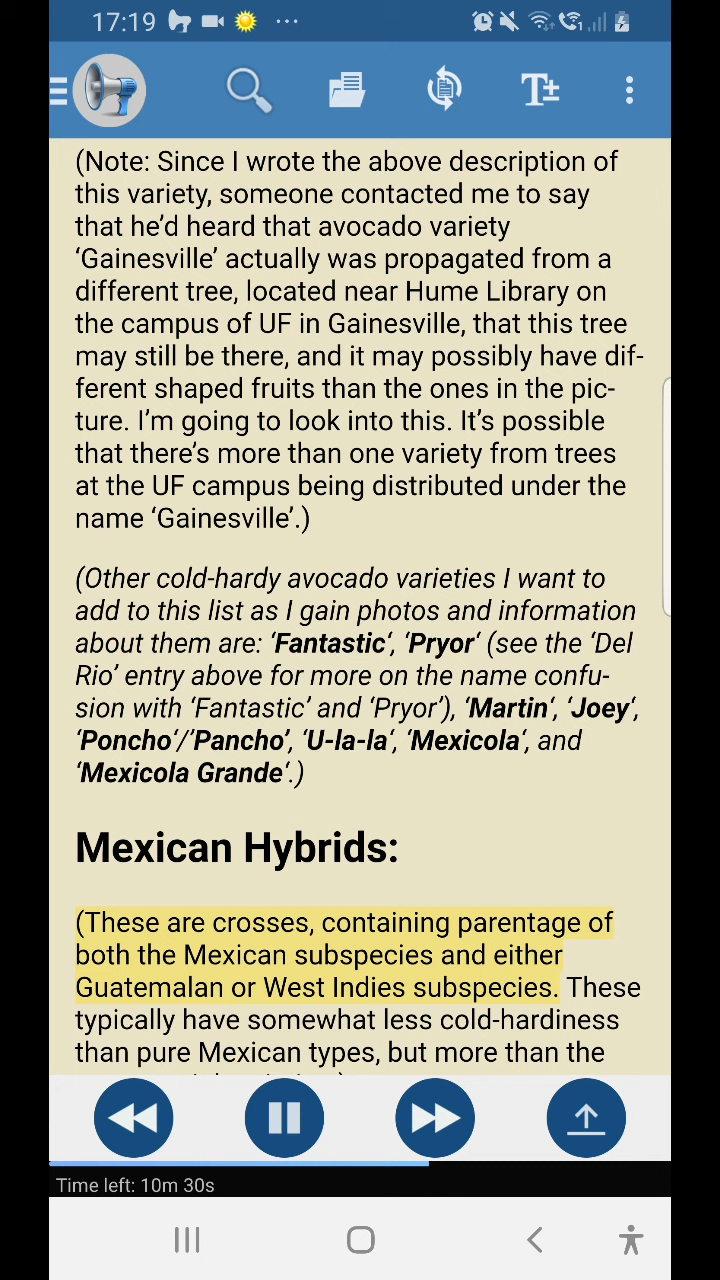 17:19
(Note: Since I wrote the above description of
this variety, someone contacted me to say
that he’d heard that avocado variety
‘Gainesville’ actually was propagated from a
different tree, located near Hume Library on
the campus of UF in Gainesville, that this tree
may still be there, and it may possibly have dif-
ferent shaped fruits than the ones in the pic-
ture. I’m going to look into this. It’s possible
that there’s more than one variety from trees
at the UF campus being distributed under the
name ‘Gainesville’.)
(Other cold-hardy avocado varieties I want to
add to this list as I gain photos and information
about them are: ‘Fantastic‘, ‘Pryor‘ (see the ‘Del
Rio’ entry above for more on the name confu-
sion with ‘Fantastic’ and ‘Pryor’), ‘Martin‘, ‘Joey‘,
‘Poncho‘/’Pancho’, ‘U-la-la‘, ‘Mexicola‘, and
‘Mexicola Grande‘.)
Mexican Hybrids:
(These are crosses, containing parentage of
both the Mexican subspecies and either
Guatemalan or West Indies subspecies. These
typically have somewhat less cold-hardiness
than pure Mexican types, but more than the
Time left: 10m 30s